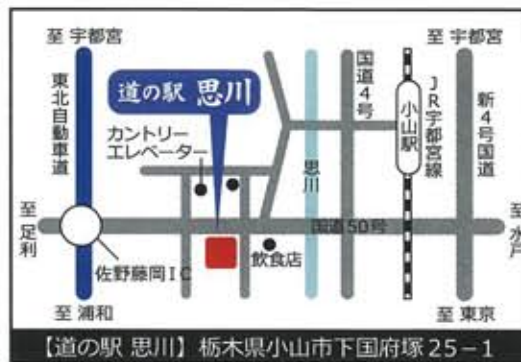 至 宇都宮
至 宇都宮
東北自動車道
道の駅 思川
国道4号
JR宇都宮線
小山駅
新4号国道
カントリー
エレベーター
思川
至 足利
国道50号
至 水戸
佐野藤岡IC
飲食店
至 浦和
至 東京
【道の駅 思川】栃木県小山市下国府塚25−1